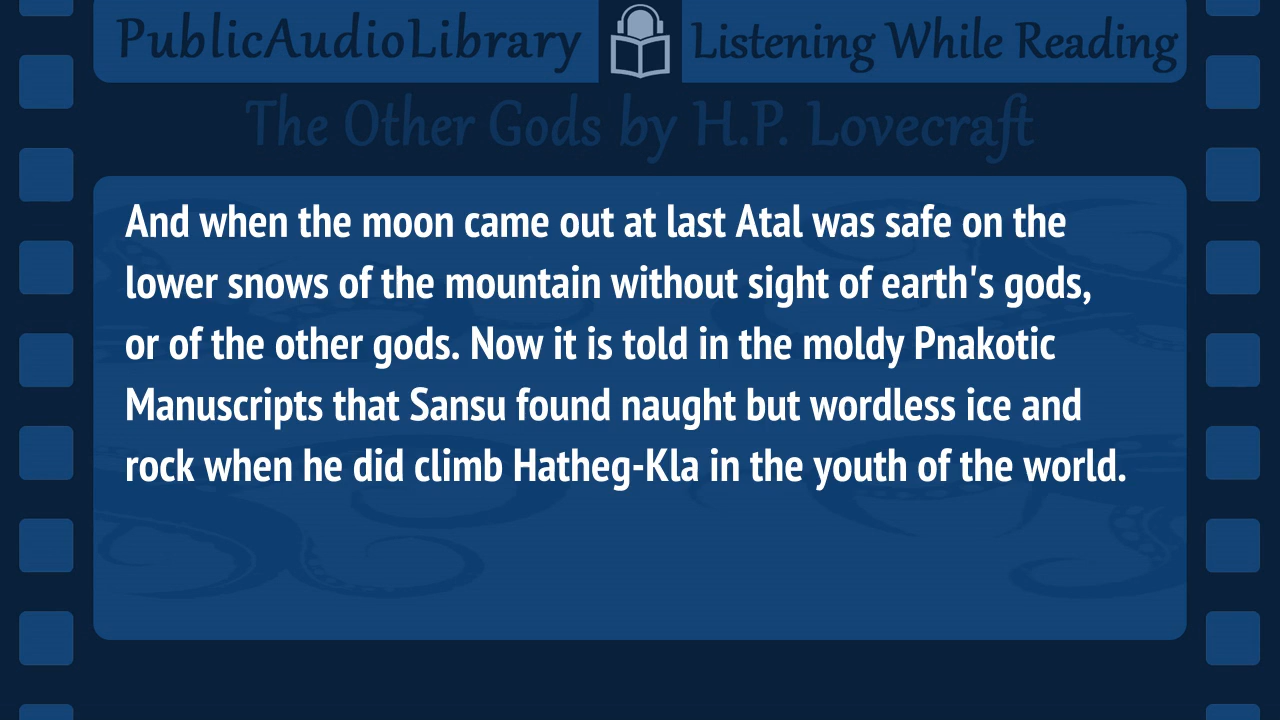 PublicAudioLibrary Listening While Reading
The Other Gods by H.P. Lovecraft
And when the moon came out at last Atal was safe on the
lower snows of the mountain without sight of earth's gods,
or of the other gods. Now it is told in the moldy Pnakotic
Manuscripts that Sansu found naught but wordless ice and
rock when he did climb Hatheg-Kla in the youth of the world.